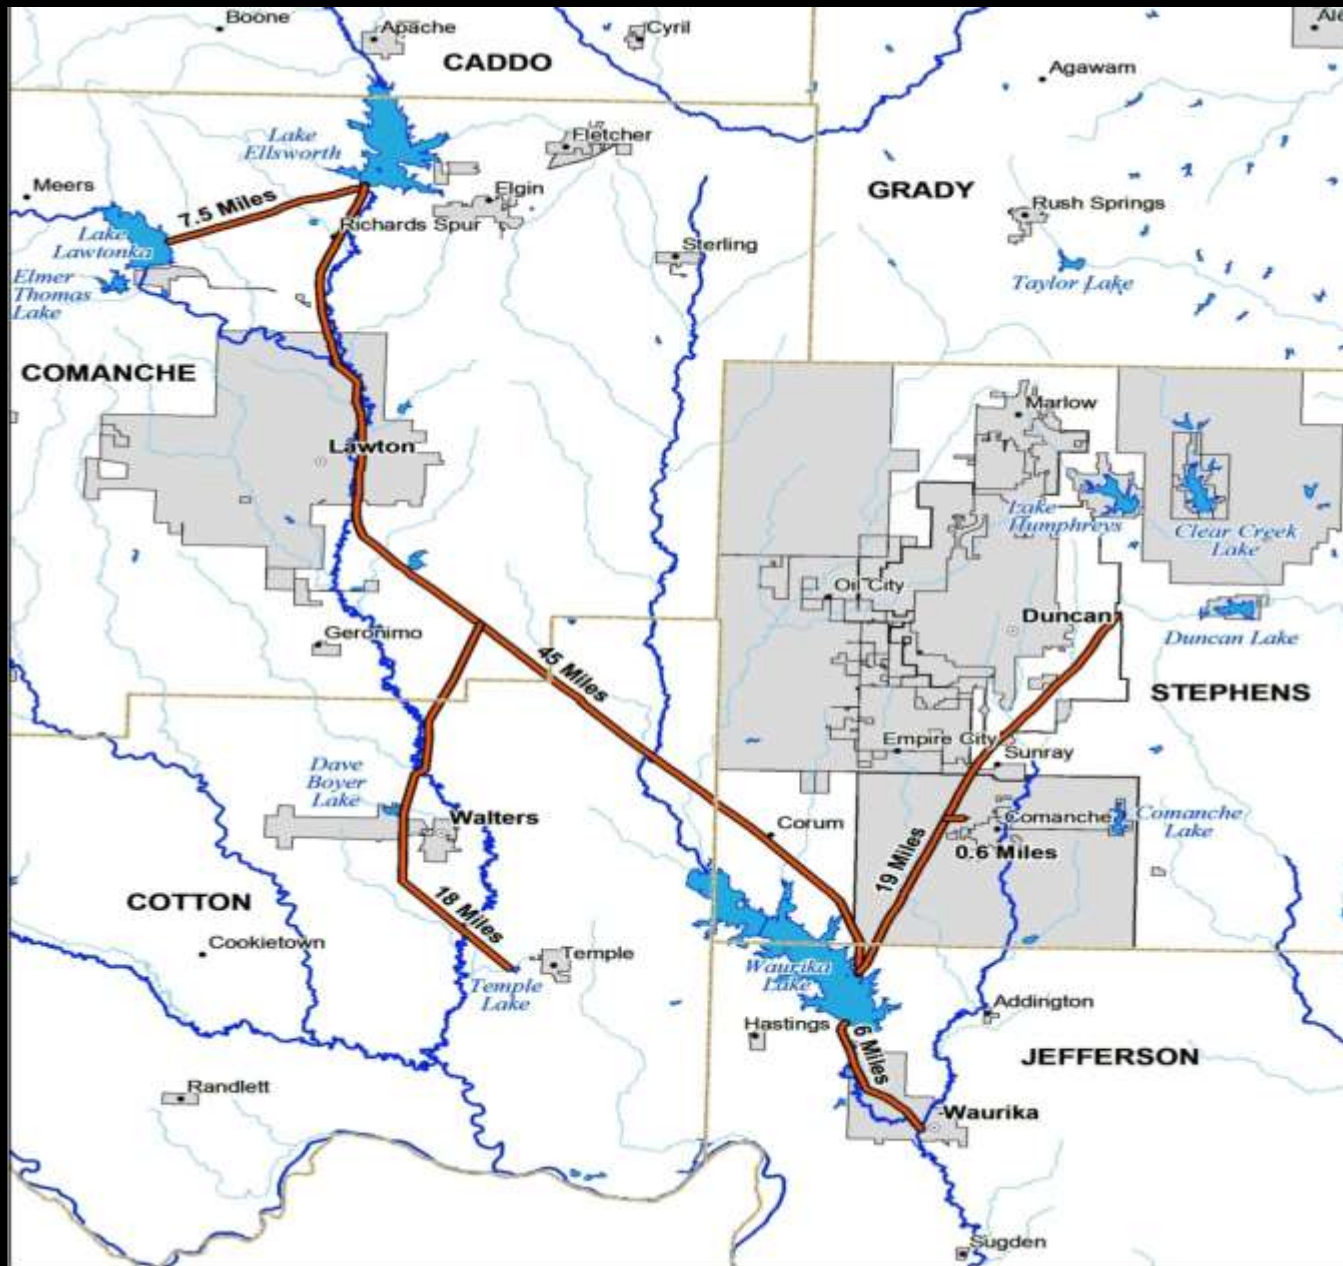 Boone
Apache
Cyril
CADDO
Agawam
Lake
Ellsworth
Fletcher
Meers
7.5 Miles
Elgin
GRADY
Rush Springs
Richards Spur
Lake
Lawtonka
Sterling
Elmer
Thomas
Lake
Taylor Lake
COMANCHE
Marlow
Lawton
Lake
Humphreys
Clear Creek
Lake
Oil City
Duncan
Geronimo
Duncan Lake
45 Miles
STEPHENS
Empire City
Sunray
Dave
Boyer
Lake
Walters
Corum
Comanche
Comanche
Lake
19 Miles
0.6 Miles
18 Miles
COTTON
Cookietown
Temple
Temple
Lake
Waurika
Lake
Addington
Hastings
6 Miles
JEFFERSON
Randlett
Waurika
Sugden